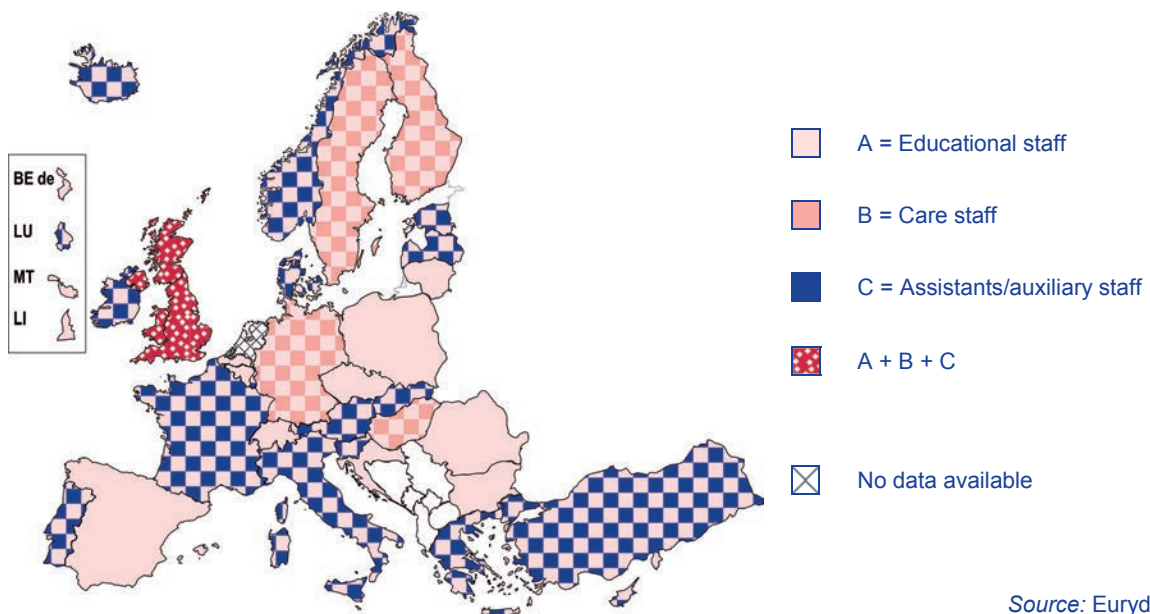 BE de
LU
MT
LI
A = Educational staff
B = Care staff
C = Assistants/auxiliary staff
A + B + C
No data available
Source: Euryd